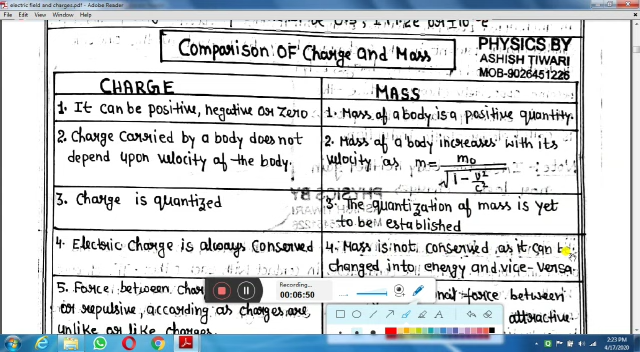 electric field and charges.pdf - Adobe Reader
File Edit View Window Help
Comparison Of Charge and Mass
PHYSICS BY
ASHISH TIWARI
MOB-9026451226
CHARGE
MASS
1. It can be positive, negative or zero
1. Mass of a body is a positive quantity.
2. Charge carried by a body does not
depend upon velocity of the body.
2. Mass of a body increases with its
velocity as m = m₀ / √(1 - v²/c²)
3. Charge is quantized
3. The quantization of mass is yet
to be established
4. Electric charge is always conserved
4. Mass is not conserved, as it can
changed into energy and vice-versa.
5. Force between
or repulsive, according as charges are,
unlike or like charges
force between
attractive
Recording...
00:06:50
2:23 PM
4/17/2020